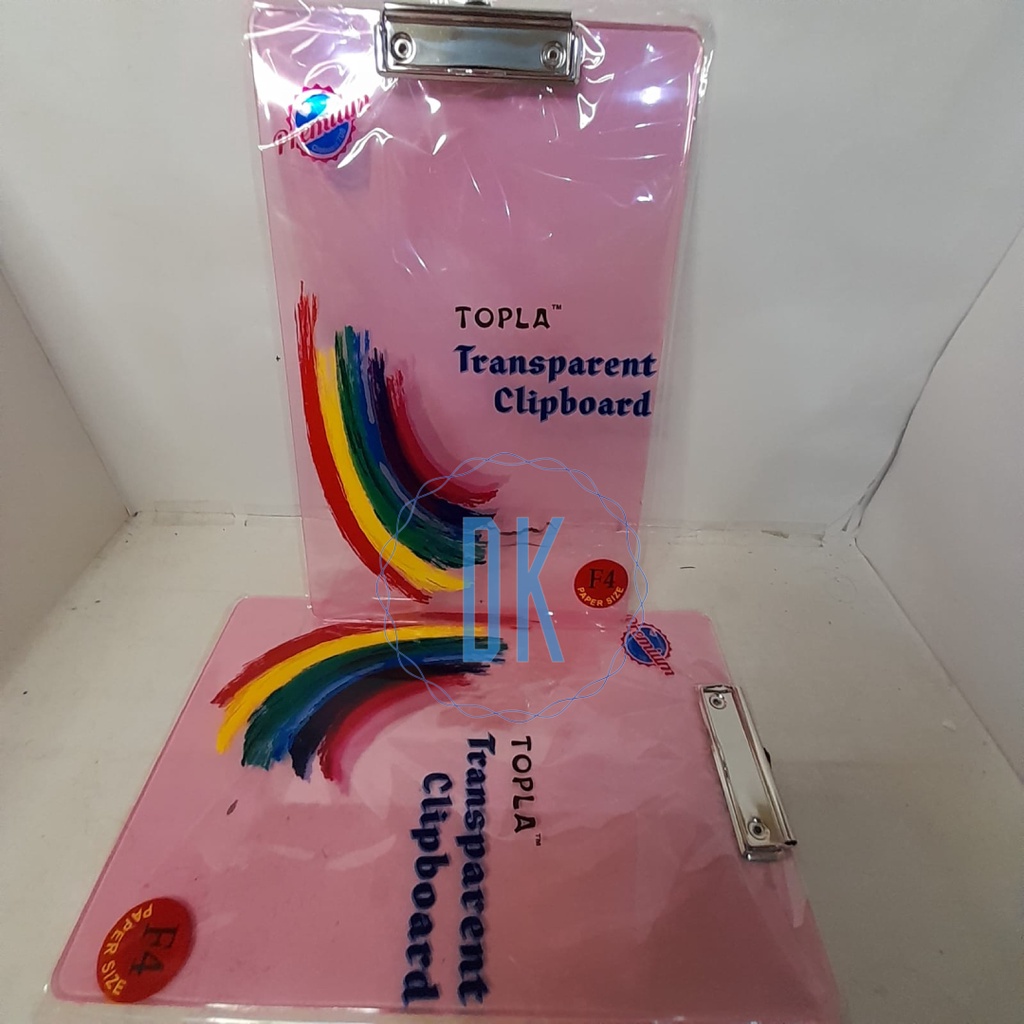 Premium
TOPLA™
Transparent
Clipboard
F4
PAPER SIZE
DK
Premium
TOPLA™
Transparent
Clipboard
F4
PAPER SIZE